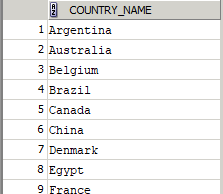 COUNTRY_NAME
1 Argentina
2 Australia
3 Belgium
4 Brazil
5 Canada
6 China
7 Denmark
8 Egypt
9 France